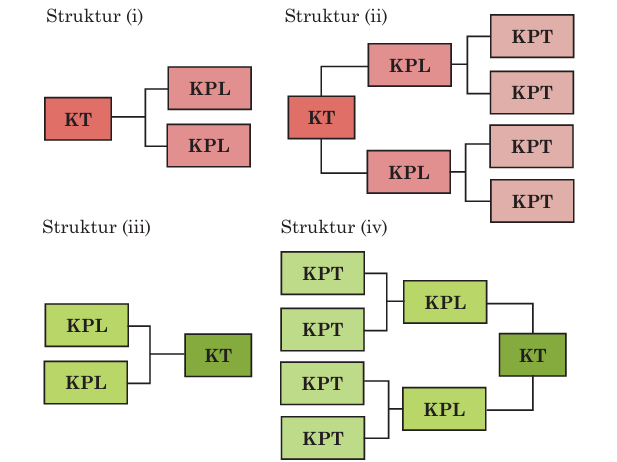 Struktur (i)
KT
KPL
KPL
Struktur (ii)
KT
KPL
KPL
KPT
KPT
KPT
KPT
Struktur (iii)
KPL
KPL
KT
Struktur (iv)
KPT
KPT
KPT
KPT
KPL
KPL
KT